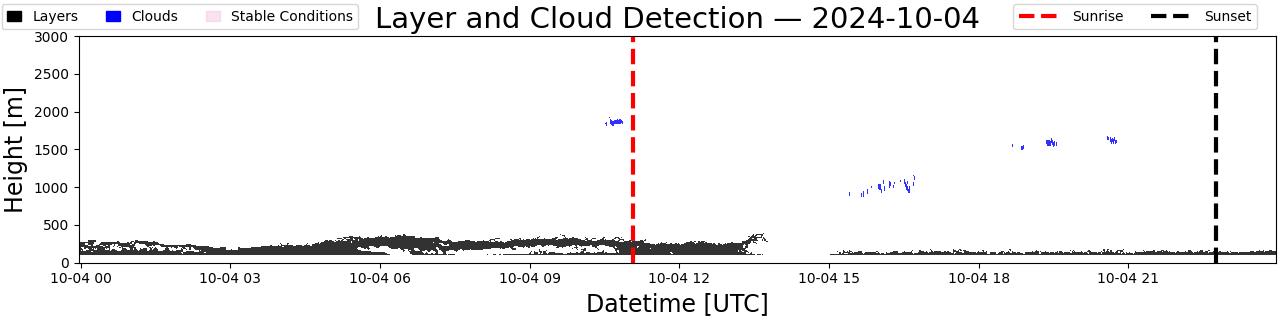 Layers Clouds Stable Conditions Layer and Cloud Detection — 2024-10-04 Sunrise Sunset
3000
2500
2000
1500
1000
500
0
Height [m]
10-04 00 10-04 03 10-04 06 10-04 09 10-04 12 10-04 15 10-04 18 10-04 21
Datetime [UTC]